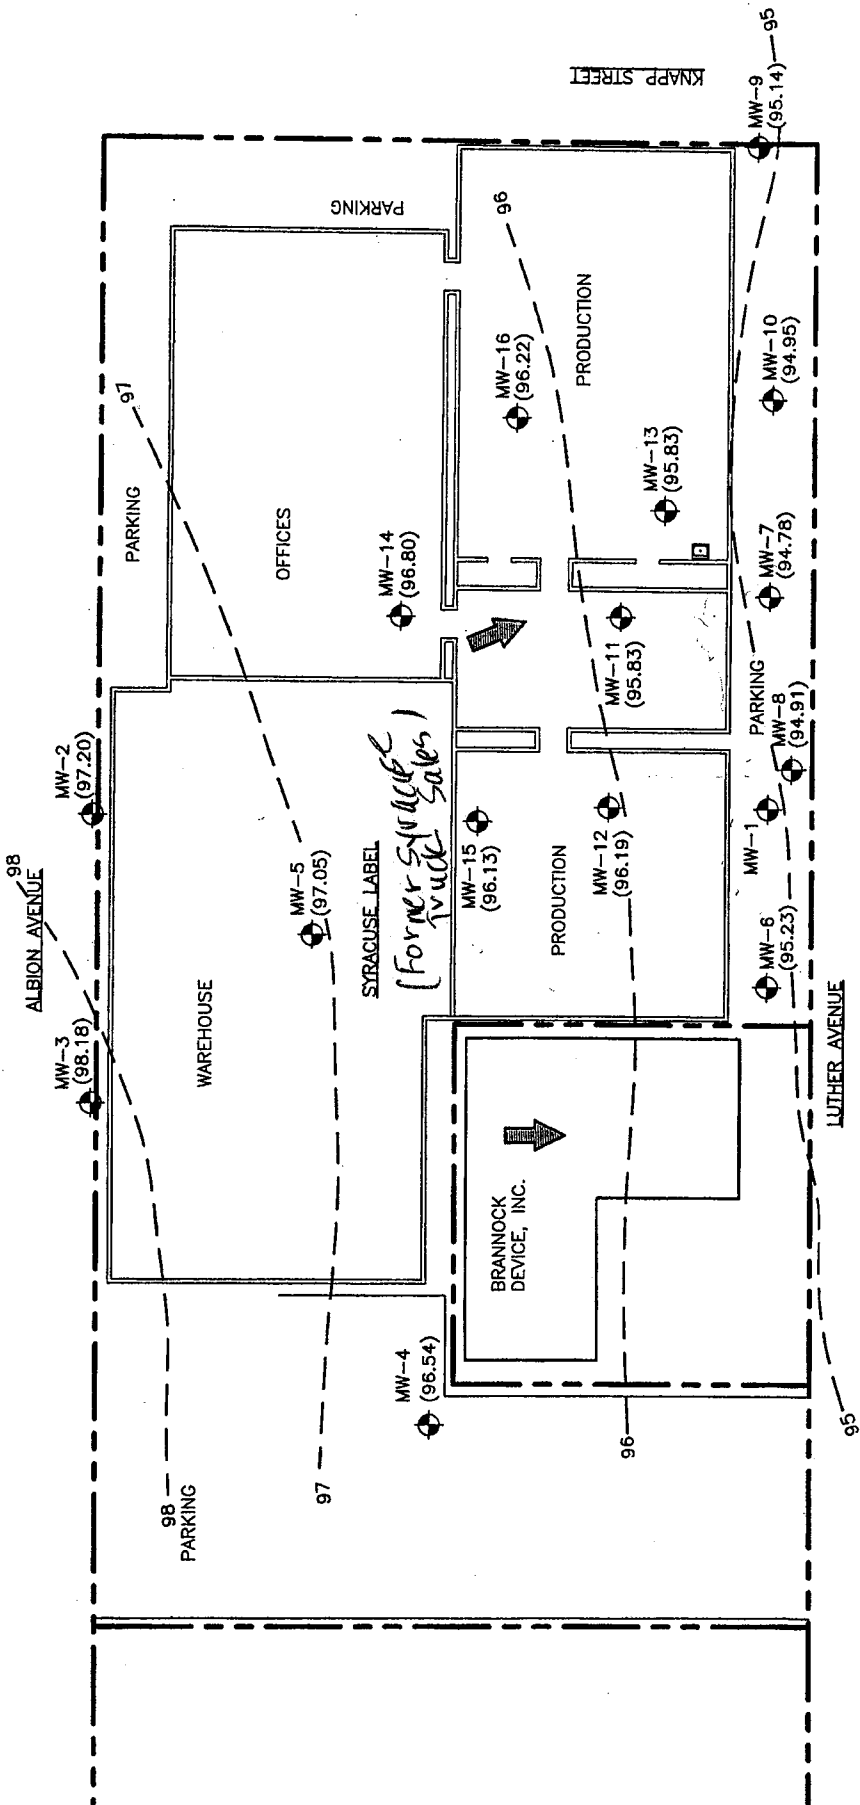 ALBION AVENUE
98
MW-3
(98.18)
MW-2
(97.20)
PARKING
97
PARKING
KNAPP STREET
98
PARKING
WAREHOUSE
OFFICES
97
MW-5
(97.05)
SYRACUSE LABEL
(Former Syracuse
Truck Sales)
MW-14
(96.80)
MW-4
(96.54)
BRANNOCK
DEVICE, INC.
MW-15
(96.13)
MW-16
(96.22)
96
PRODUCTION
PRODUCTION
MW-12
(96.19)
MW-11
(95.83)
MW-13
(95.83)
96
MW-6
(95.23)
MW-1
PARKING
MW-8
(94.91)
MW-7
(94.78)
MW-10
(94.95)
MW-9
(95.14)
95
95
LUTHER AVENUE